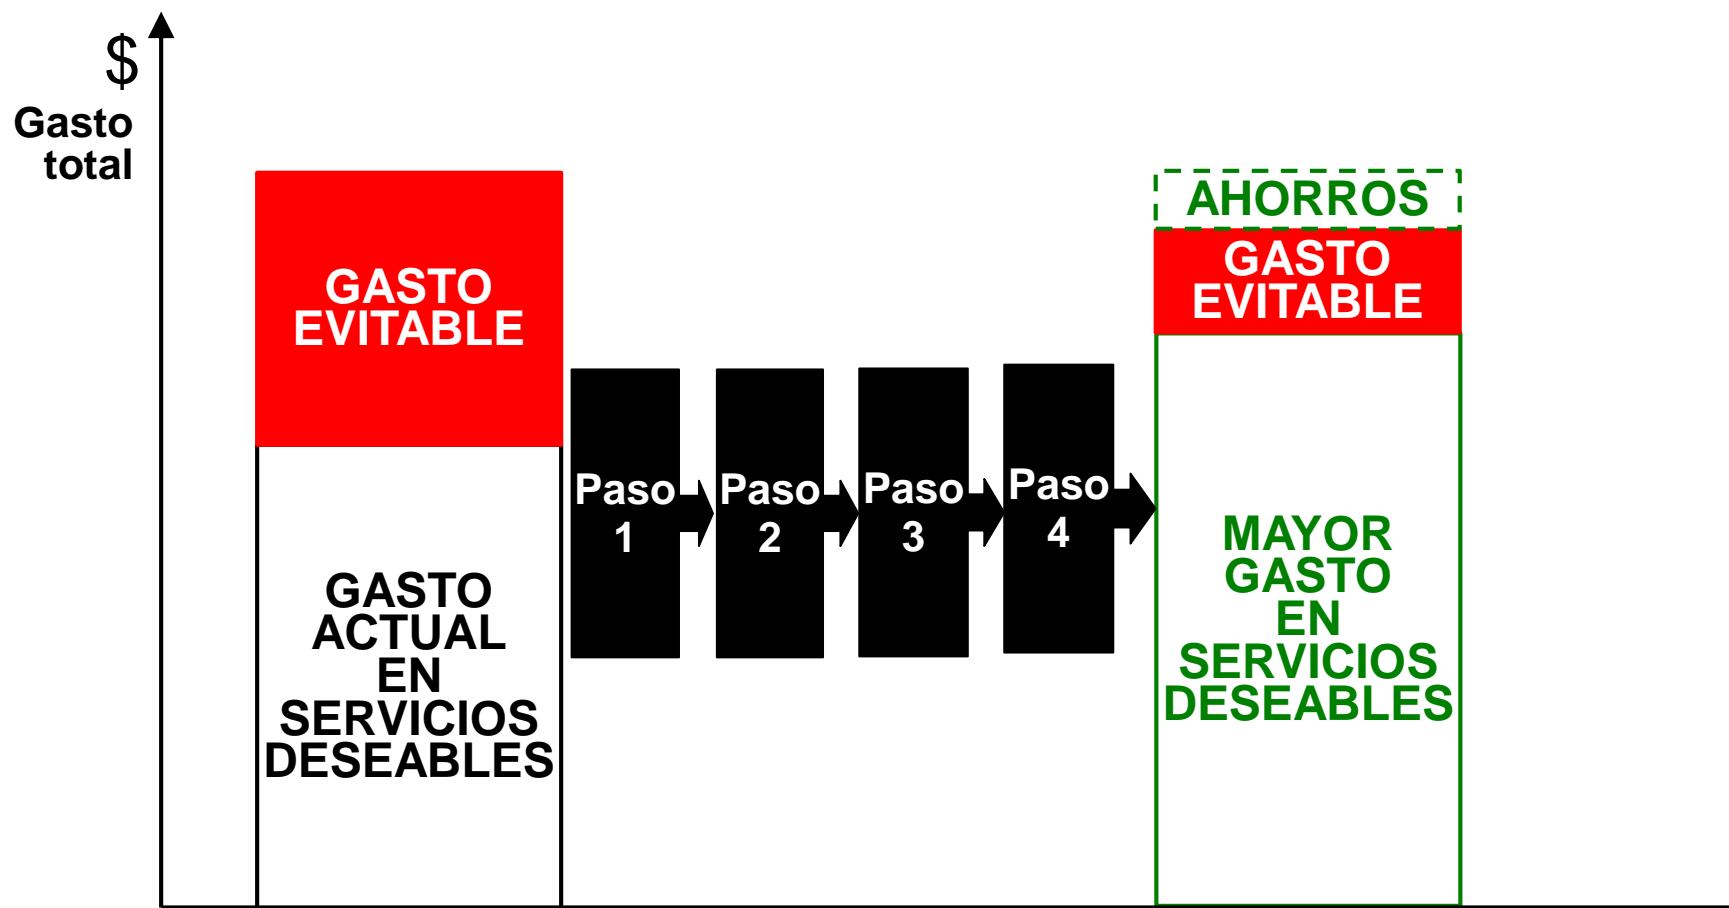 $
Gasto
total
GASTO
EVITABLE
GASTO
ACTUAL
EN
SERVICIOS
DESEABLES
Paso
1
Paso
2
Paso
3
Paso
4
AHORROS
GASTO
EVITABLE
MAYOR
GASTO
EN
SERVICIOS
DESEABLES